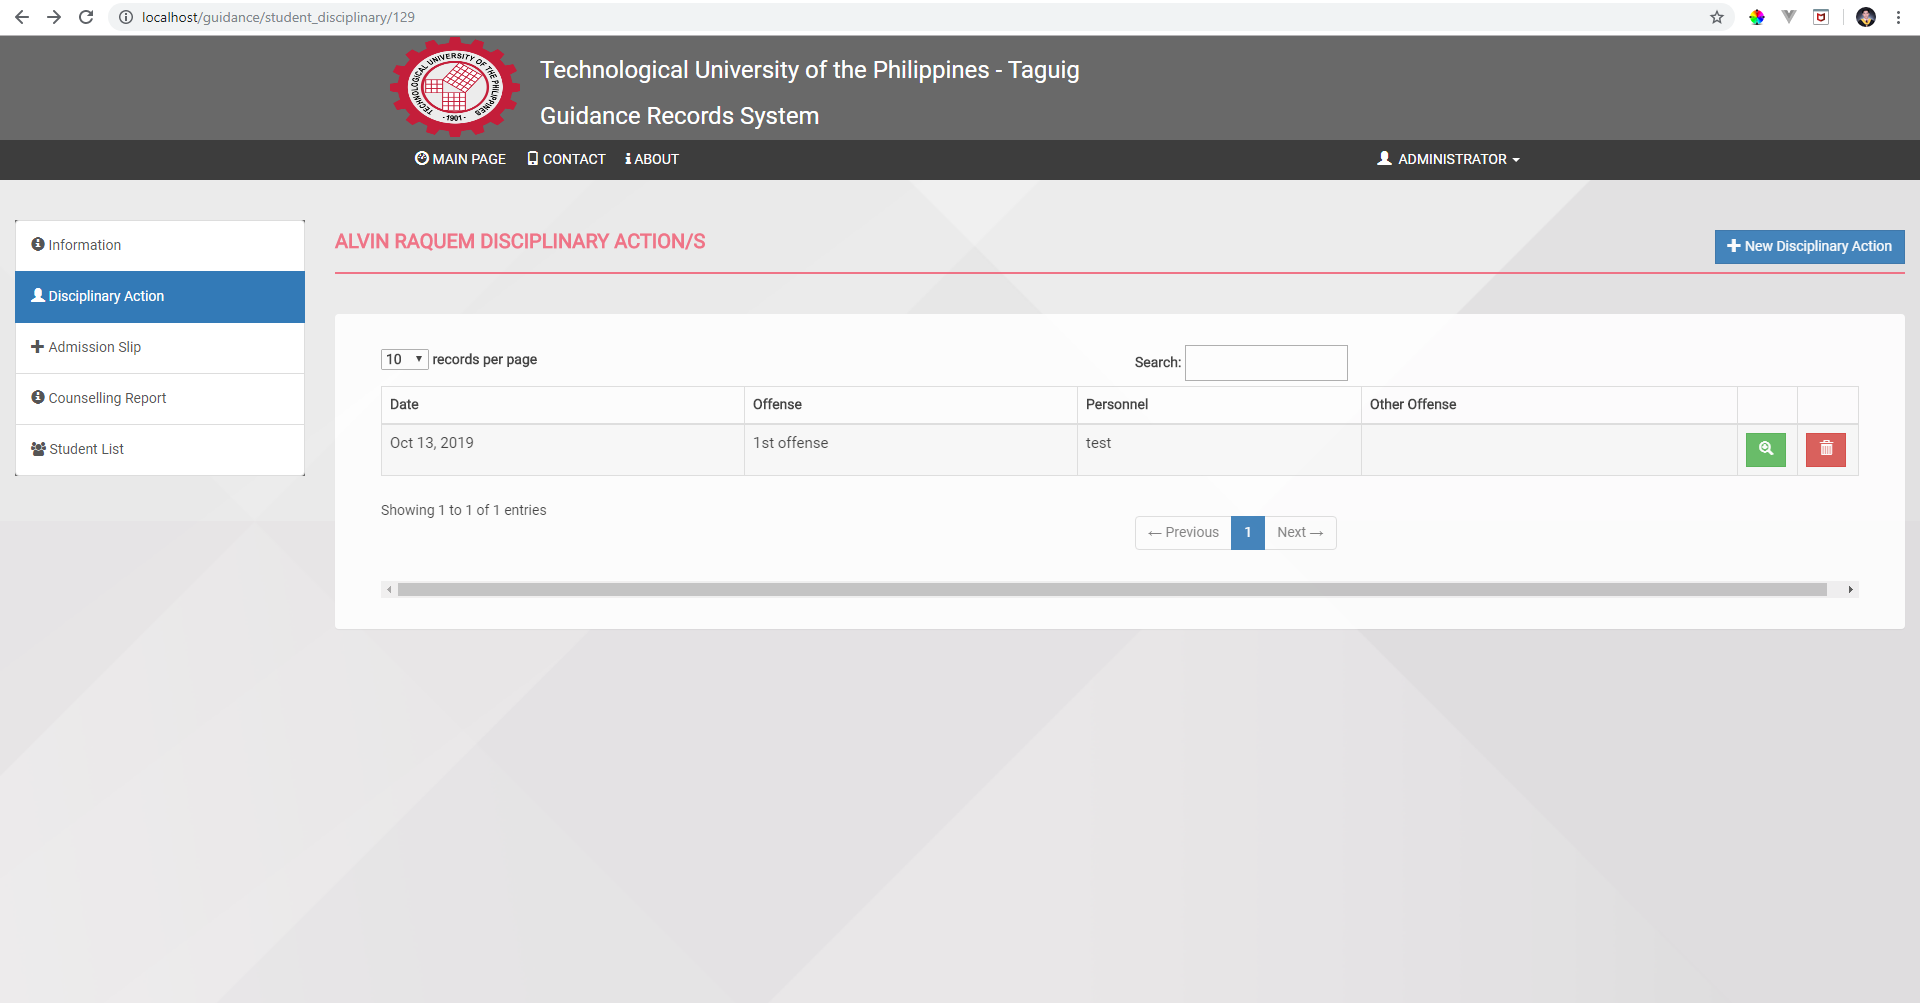 localhost/guidance/student_disciplinary/129
TECHNOLOGICAL UNIVERSITY OF THE PHILIPPINES
- 1901 -
Technological University of the Philippines - Taguig
Guidance Records System
MAIN PAGE CONTACT ABOUT ADMINISTRATOR
Information
Disciplinary Action
Admission Slip
Counselling Report
Student List
ALVIN RAQUEM DISCIPLINARY ACTION/S
New Disciplinary Action
10 records per page Search:
Date Offense Personnel Other Offense
Oct 13, 2019 1st offense test
Showing 1 to 1 of 1 entries
← Previous 1 Next →